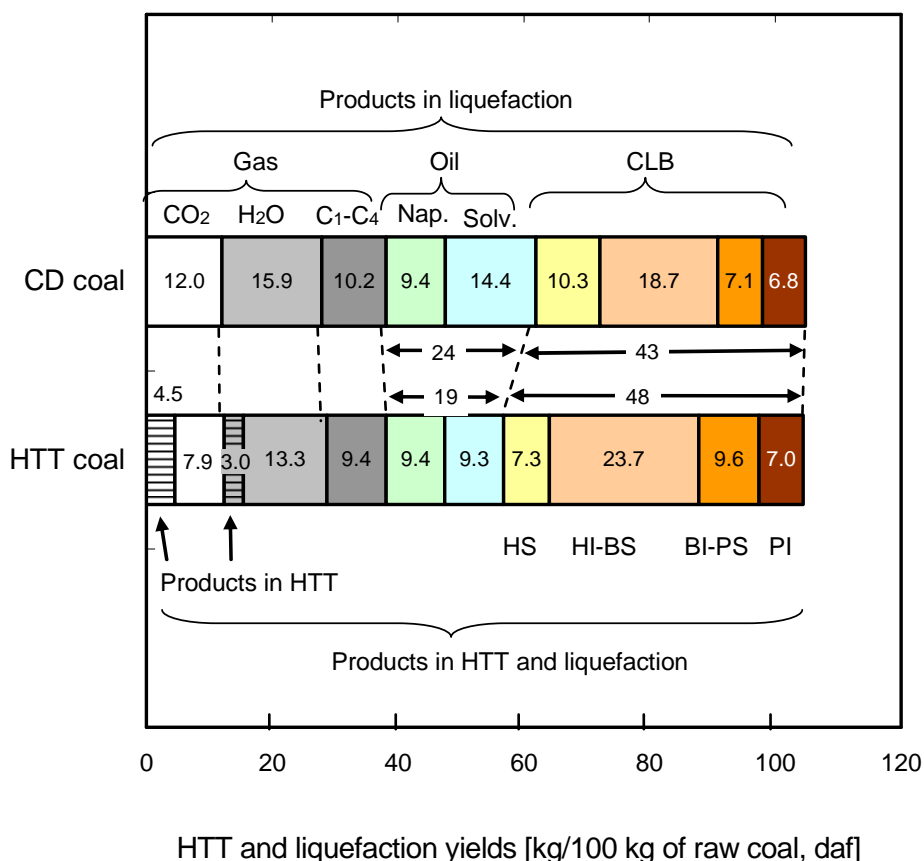 Products in liquefaction
Gas Oil CLB
CO₂ H₂O C₁-C₄ Nap. Solv.
CD coal 12.0 15.9 10.2 9.4 14.4 10.3 18.7 7.1 6.8
24 43
4.5 19 48
HTT coal 7.9 3.0 13.3 9.4 9.4 9.3 7.3 23.7 9.6 7.0
HS HI-BS BI-PS PI
Products in HTT
Products in HTT and liquefaction
0 20 40 60 80 100 120
HTT and liquefaction yields [kg/100 kg of raw coal, daf]